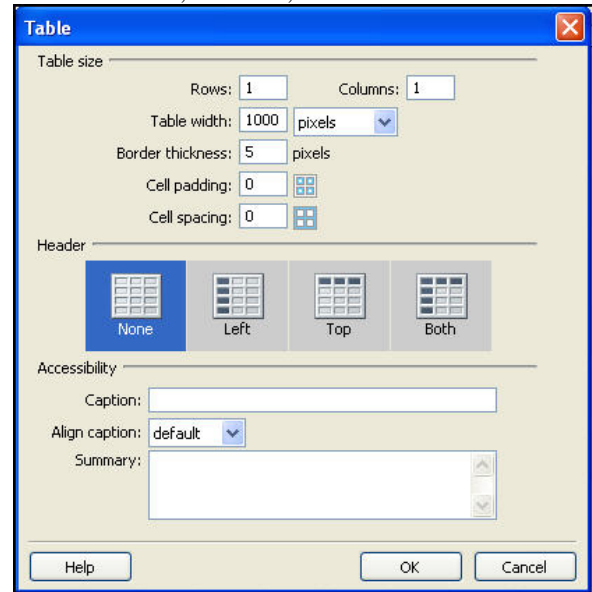 Table
Table size
Rows: 1 Columns: 1
Table width: 1000 pixels
Border thickness: 5 pixels
Cell padding: 0
Cell spacing: 0
Header
None Left Top Both
Accessibility
Caption:
Align caption: default
Summary:
Help OK Cancel